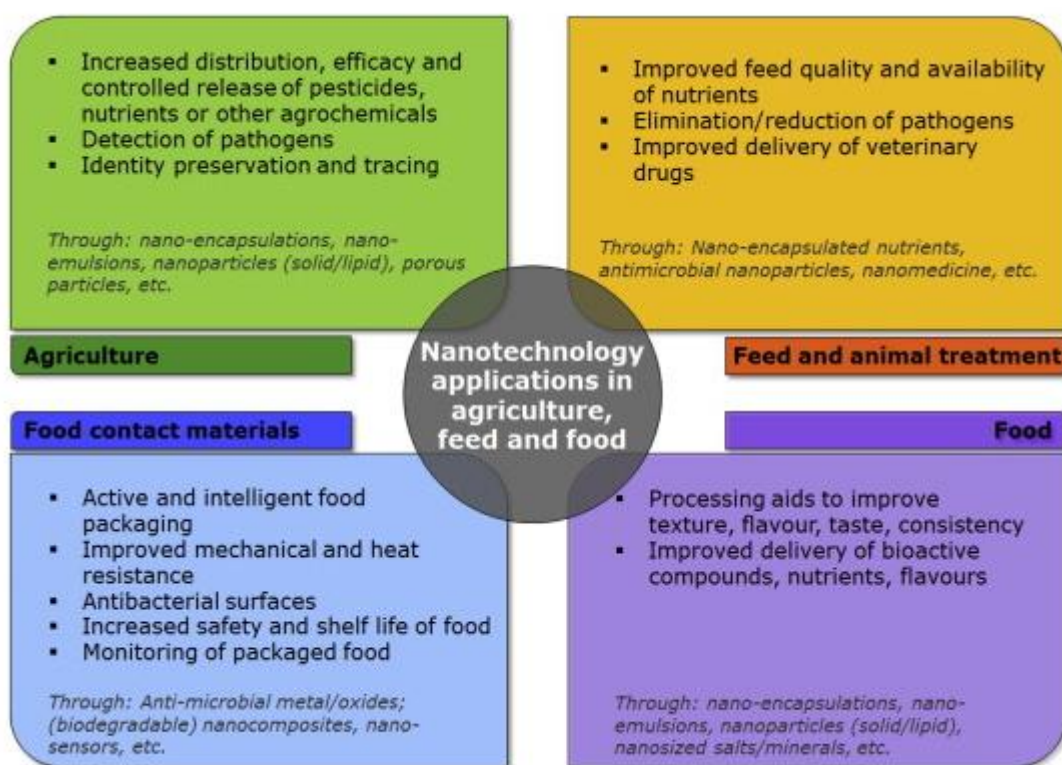 ▪ Increased distribution, efficacy and
controlled release of pesticides,
nutrients or other agrochemicals
▪ Detection of pathogens
▪ Identity preservation and tracing
Through: nano-encapsulations, nano-
emulsions, nanoparticles (solid/lipid), porous
particles, etc.
Agriculture
▪ Improved feed quality and availability
of nutrients
▪ Elimination/reduction of pathogens
▪ Improved delivery of veterinary
drugs
Through: Nano-encapsulated nutrients,
antimicrobial nanoparticles, nanomedicine, etc.
Feed and animal treatment
Nanotechnology
applications in
agriculture,
feed and food
Food contact materials
▪ Active and intelligent food
packaging
▪ Improved mechanical and heat
resistance
▪ Antibacterial surfaces
▪ Increased safety and shelf life of food
▪ Monitoring of packaged food
Through: Anti-microbial metal/oxides;
(biodegradable) nanocomposites, nano-
sensors, etc.
Food
▪ Processing aids to improve
texture, flavour, taste, consistency
▪ Improved delivery of bioactive
compounds, nutrients, flavours
Through: nano-encapsulations, nano-
emulsions, nanoparticles (solid/lipid),
nanosized salts/minerals, etc.